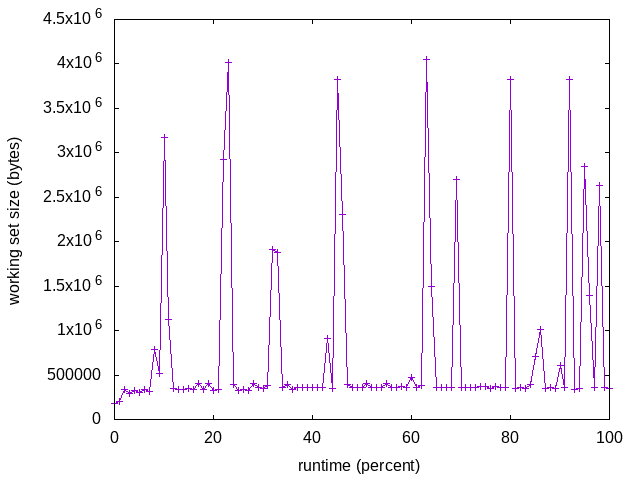 4.5x10 6
4x10 6
3.5x10 6
3x10 6
2.5x10 6
2x10 6
1.5x10 6
1x10 6
500000
0
working set size (bytes)
0 20 40 60 80 100
runtime (percent)